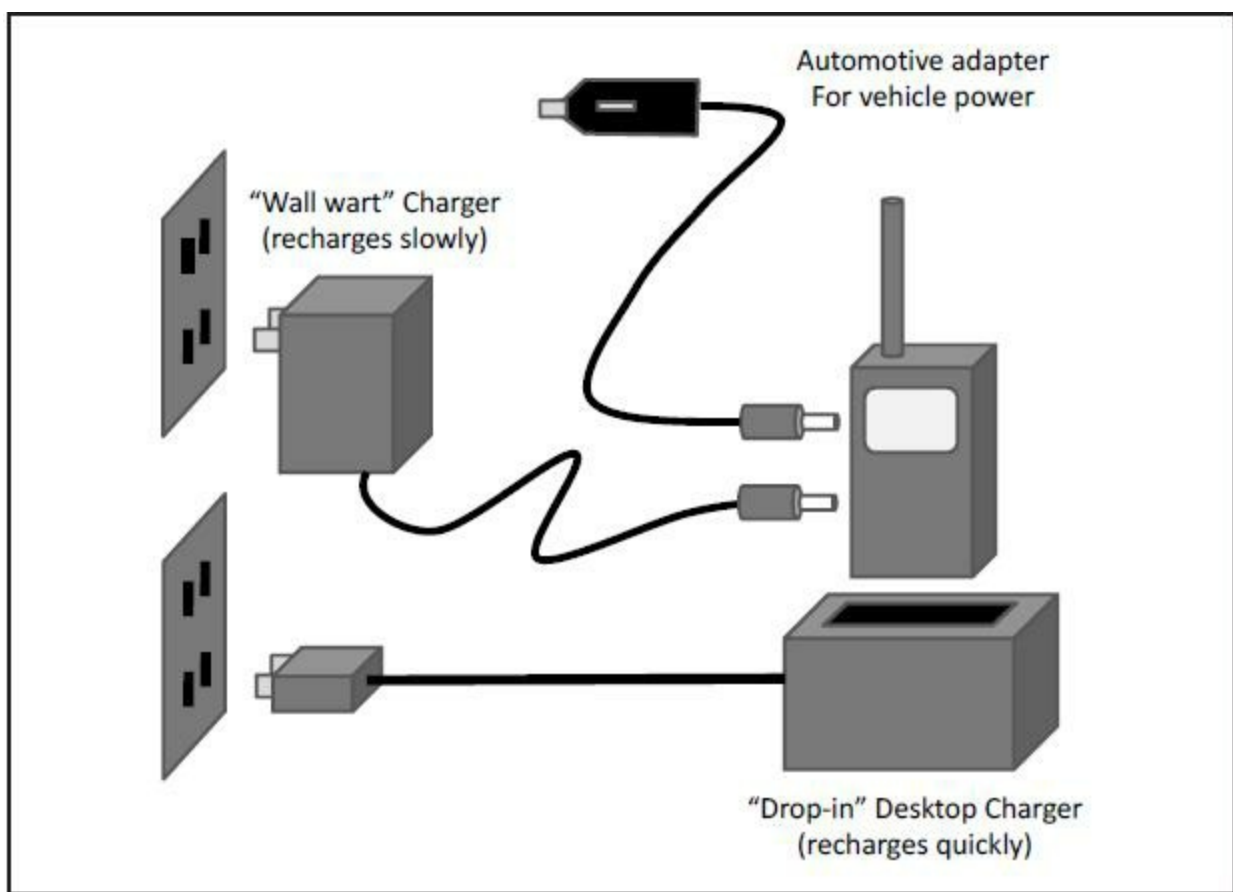 Automotive adapter
For vehicle power
“Wall wart” Charger
(recharges slowly)
“Drop-in” Desktop Charger
(recharges quickly)